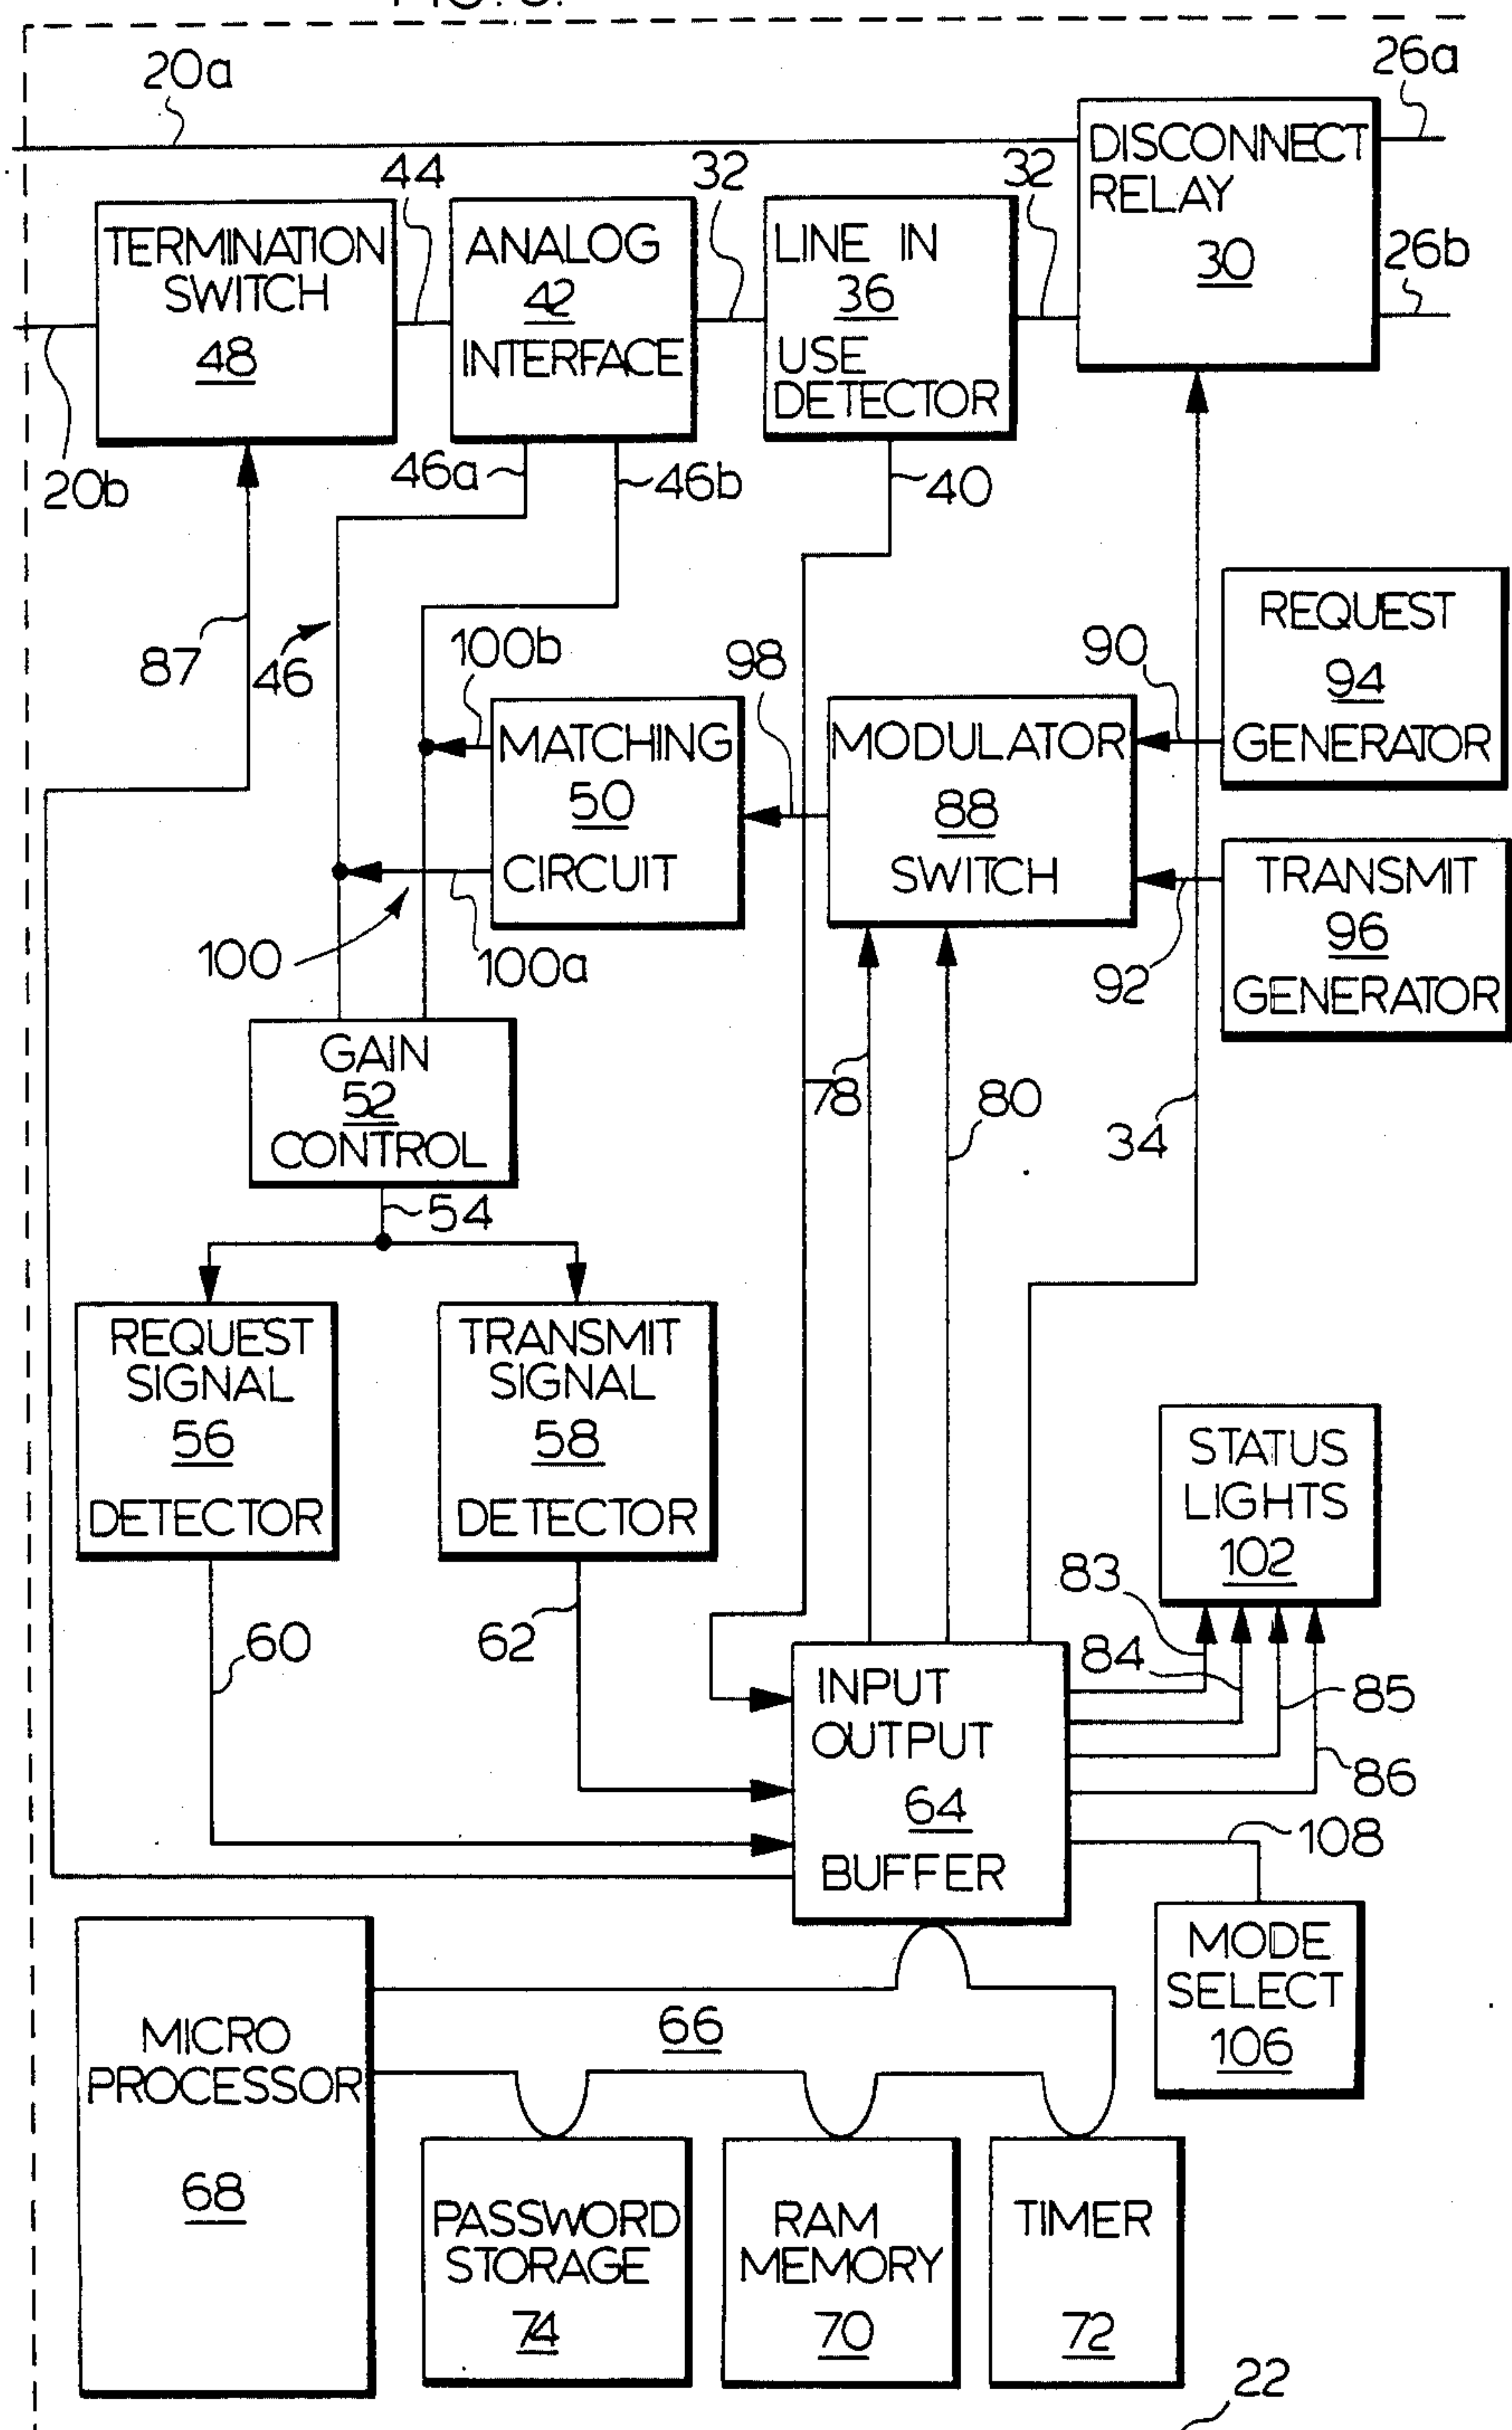 20a
26a
DISCONNECT
RELAY
30
44
32
32
26b
TERMINATION
SWITCH
48
ANALOG
42
INTERFACE
LINE IN
36
USE
DETECTOR
20b
46a
46b
40
87
46
100b
98
90
REQUEST
94
GENERATOR
MATCHING
50
CIRCUIT
MODULATOR
88
SWITCH
100
100a
92
TRANSMIT
96
GENERATOR
GAIN
52
CONTROL
78
80
34
54
REQUEST
SIGNAL
56
DETECTOR
TRANSMIT
SIGNAL
58
DETECTOR
STATUS
LIGHTS
102
60
62
83
84
85
86
INPUT
OUTPUT
64
BUFFER
108
MODE
SELECT
106
MICRO
PROCESSOR
68
66
PASSWORD
STORAGE
74
RAM
MEMORY
70
TIMER
72
22